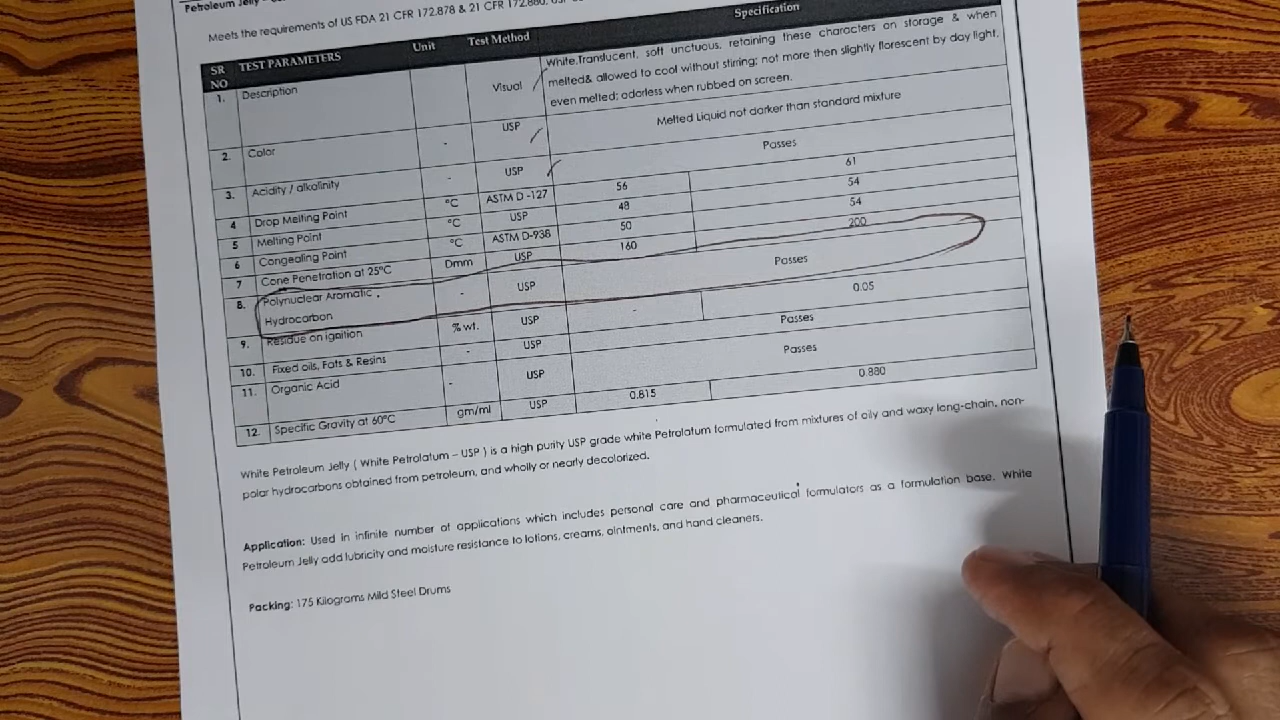 Petroleum Jelly –
Meets the requirements of US FDA 21 CFR 172.878 & 21 CFR 172.880,
SR NO TEST PARAMETERS Unit Test Method Specification
1. Description Visual White,Translucent, soft unctuous, retaining these characters on storage & when
melted& allowed to cool without stirring; not more then slightly florescent by day light,
even melted; odorless when rubbed on screen.
2. Color - USP Melted Liquid not darker than standard mixture
3. Acidity / alkalinity - USP Passes
4 Drop Melting Point °C ASTM D -127 56 61
5 Melting Point °C USP 48 54
6 Congealing Point °C ASTM D-938 50 54
7 Cone Penetration at 25°C Dmm USP 160 200
8. Polynuclear Aromatic - USP Passes
Hydrocarbon
9. Residue on ignition % wt. USP - 0.05
10. Fixed oils, Fats & Resins - USP Passes
11. Organic Acid - USP Passes
12. Specific Gravity at 60°C gm/ml USP 0.815 0.880
White Petroleum Jelly ( White Petrolatum – USP ) is a high purity USP grade white Petrolatum formulated from mixtures of oily and waxy long-chain, non-
polar hydrocarbons obtained from petroleum, and wholly or nearly decolorized.
Application: Used in infinite number of applications which includes personal care and pharmaceutical formulators as a formulation base. White
Petroleum Jelly add lubricity and moisture resistance to lotions, creams, ointments, and hand cleaners.
Packing: 175 Kilograms Mild Steel Drums